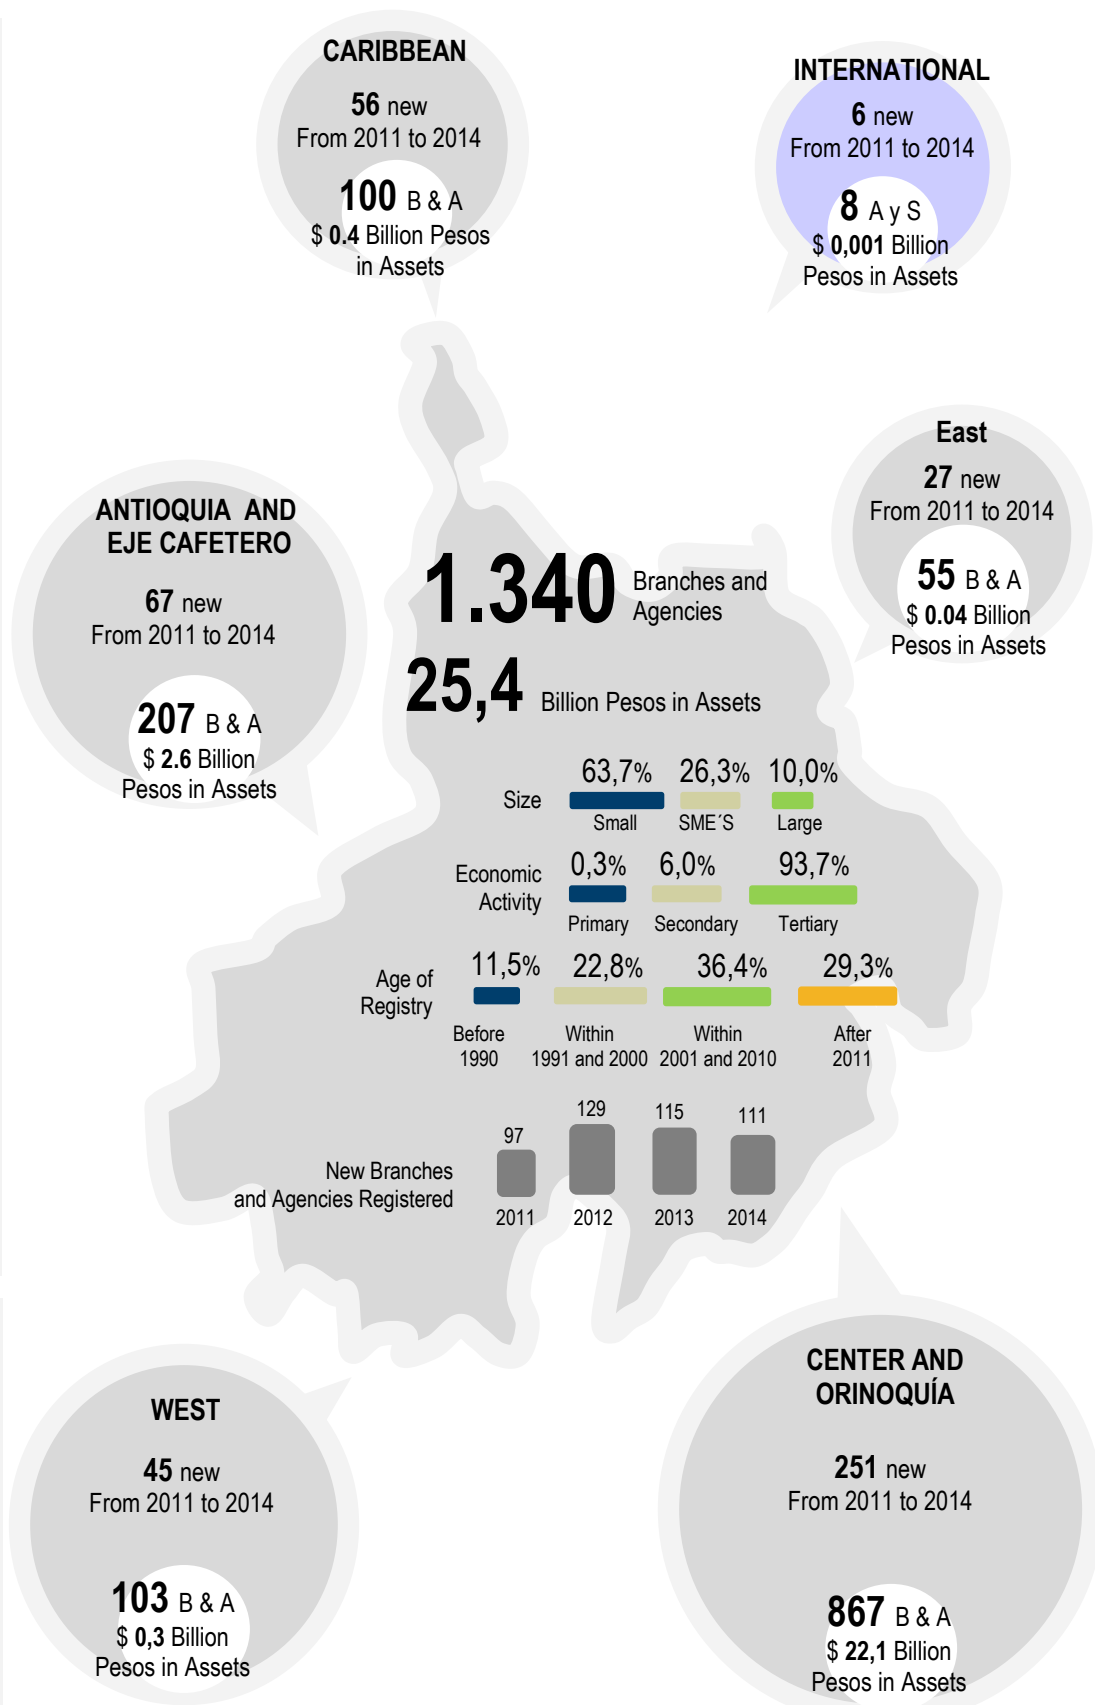 CARIBBEAN
56 new
From 2011 to 2014
100 B & A
$ 0.4 Billion Pesos
in Assets
INTERNATIONAL
6 new
From 2011 to 2014
8 A y S
$ 0,001 Billion
Pesos in Assets
East
27 new
From 2011 to 2014
55 B & A
$ 0.04 Billion
Pesos in Assets
ANTIOQUIA AND
EJE CAFETERO
67 new
From 2011 to 2014
207 B & A
$ 2.6 Billion
Pesos in Assets
1.340 Branches and
Agencies
25,4 Billion Pesos in Assets
63,7% 26,3% 10,0%
Size
Small SME´S Large
0,3% 6,0% 93,7%
Economic
Activity
Primary Secondary Tertiary
11,5% 22,8% 36,4% 29,3%
Age of
Registry
Before Within Within After
1990 1991 and 2000 2001 and 2010 2011
97 129 115 111
New Branches
and Agencies Registered
2011 2012 2013 2014
WEST
45 new
From 2011 to 2014
103 B & A
$ 0,3 Billion
Pesos in Assets
CENTER AND
ORINOQUÍA
251 new
From 2011 to 2014
867 B & A
$ 22,1 Billion
Pesos in Assets